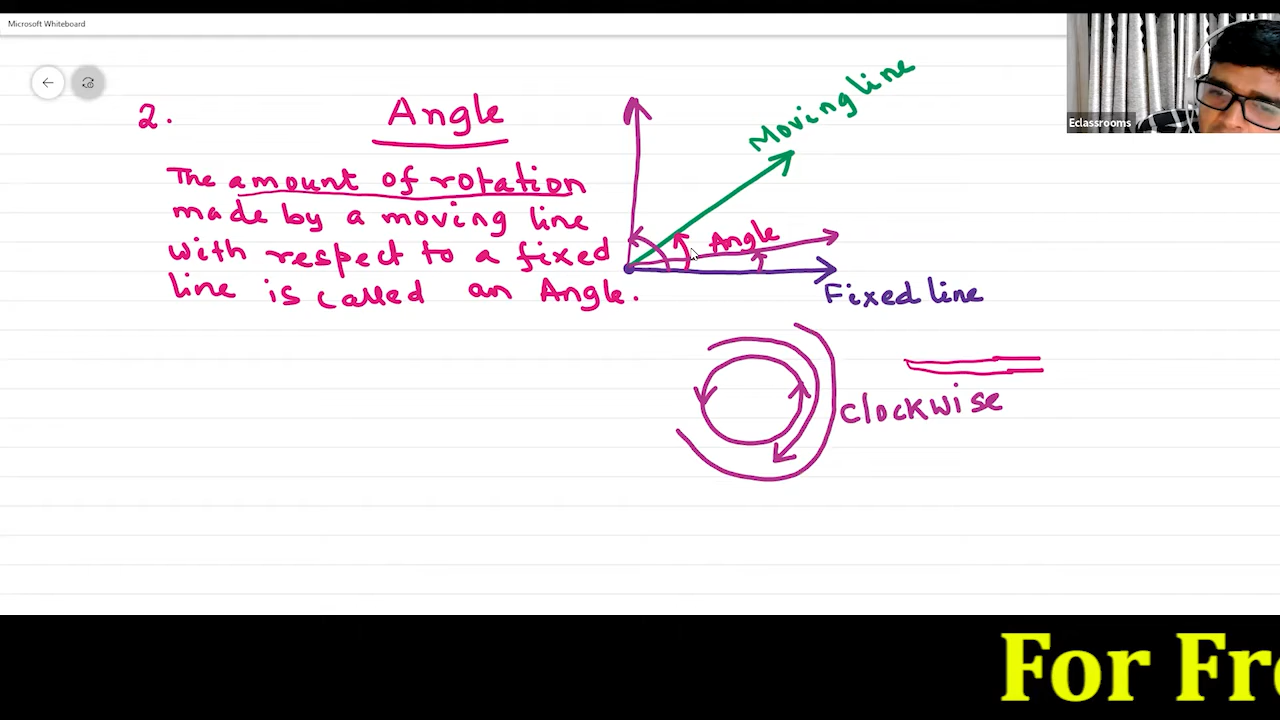 Microsoft Whiteboard
Eclassrooms
2.
Angle
The amount of rotation
made by a moving line
with respect to a fixed
line is called an Angle.
Moving line
Angle
Fixed line
Clockwise
For Fre